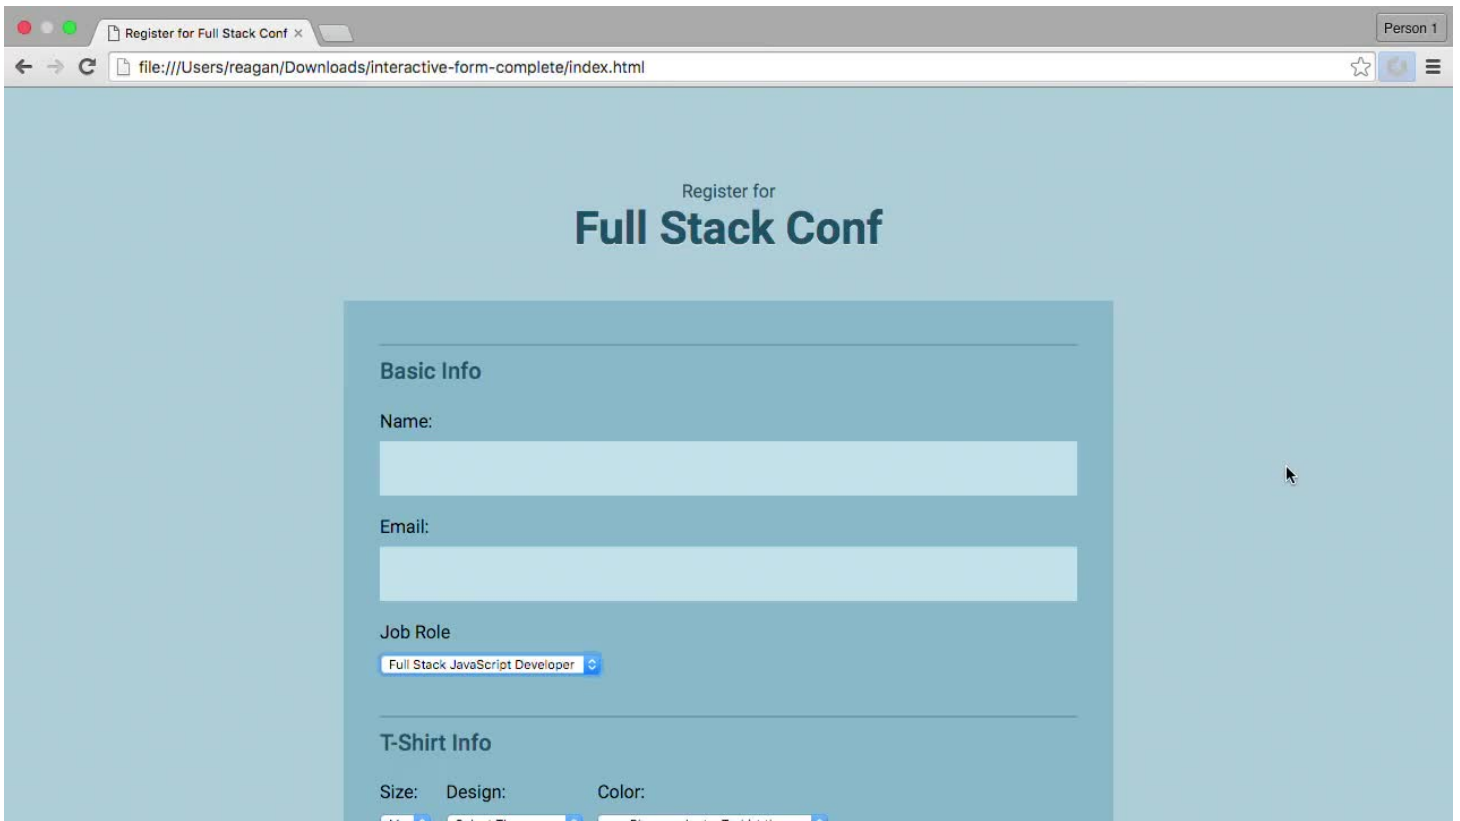 Register for Full Stack Conf
Person 1
file:///Users/reagan/Downloads/interactive-form-complete/index.html
Register for
Full Stack Conf
Basic Info
Name:
Email:
Job Role
Full Stack JavaScript Developer
T-Shirt Info
Size: Design: Color: